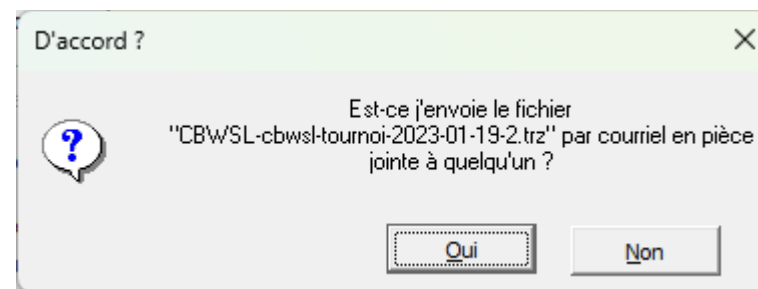 D'accord ?
Est-ce j'envoie le fichier
"CBWSL-cbwsl-tournoi-2023-01-19-2.trz" par courriel en pièce
jointe à quelqu'un ?
Oui
Non